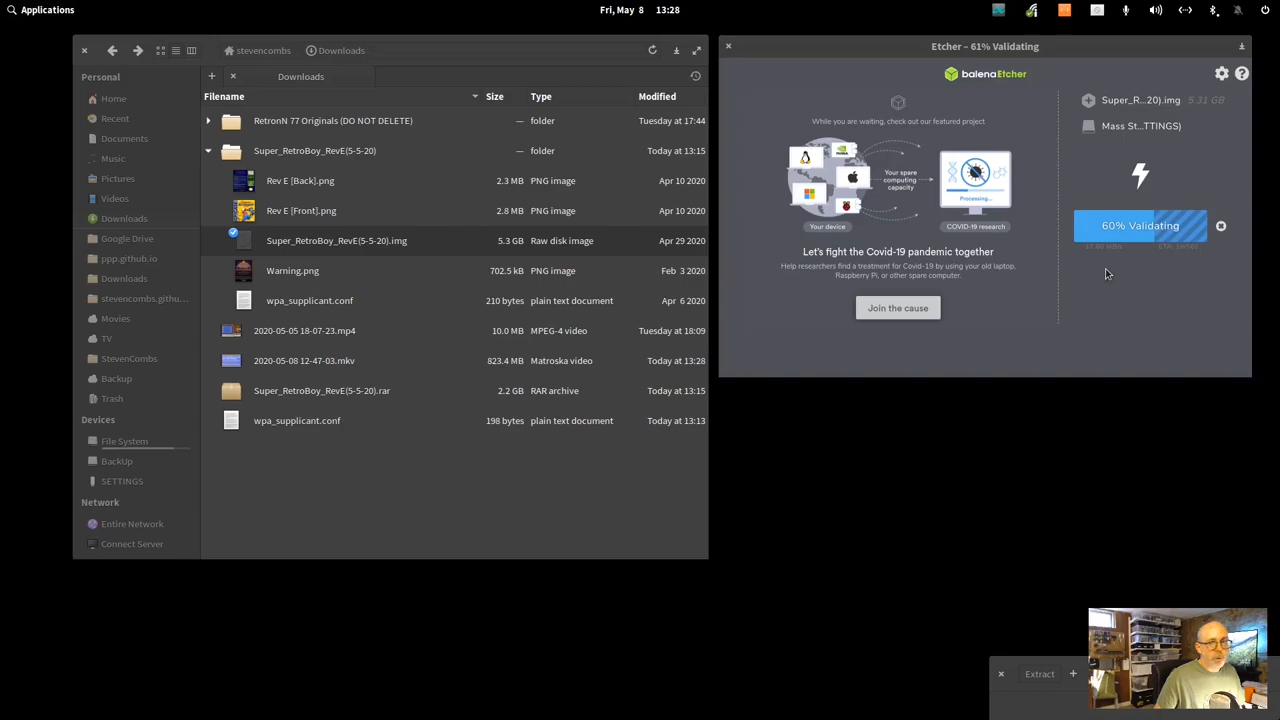 Applications
Fri, May 8 13:28
stevencombs
Downloads
Downloads
Filename
Size
Type
Modified
Personal
Home
Recent
Documents
Music
Pictures
Videos
Downloads
Google Drive
ppp.github.io
Downloads
stevencombs.githu...
Movies
TV
StevenCombs
Backup
Trash
Devices
File System
BackUp
SETTINGS
Network
Entire Network
Connect Server
RetroN 77 Originals (DO NOT DELETE) — folder Tuesday at 17:44
Super_RetroBoy_RevE(5-5-20) — folder Today at 13:15
Rev E [Back].png 2.3 MB PNG image Apr 10 2020
Rev E [Front].png 2.8 MB PNG image Apr 10 2020
Super_RetroBoy_RevE(5-5-20).img 5.3 GB Raw disk image Apr 29 2020
Warning.png 702.5 kB PNG image Feb 3 2020
wpa_supplicant.conf 210 bytes plain text document Apr 6 2020
2020-05-05 18-07-23.mp4 10.0 MB MPEG-4 video Tuesday at 18:09
2020-05-08 12-47-03.mkv 823.4 MB Matroska video Today at 13:28
Super_RetroBoy_RevE(5-5-20).rar 2.2 GB RAR archive Today at 13:15
wpa_supplicant.conf 198 bytes plain text document Today at 13:13
Etcher – 61% Validating
balenaEtcher
While you are waiting, check out our featured project
Your spare
computing
capacity
Processing...
Your device
COVID-19 research
Let's fight the Covid-19 pandemic together
Help researchers find a treatment for Covid-19 by using your old laptop,
Raspberry Pi, or other spare computer.
Join the cause
Super_R...20).img 5.31 GB
Mass St...TTINGS)
60% Validating
Extract